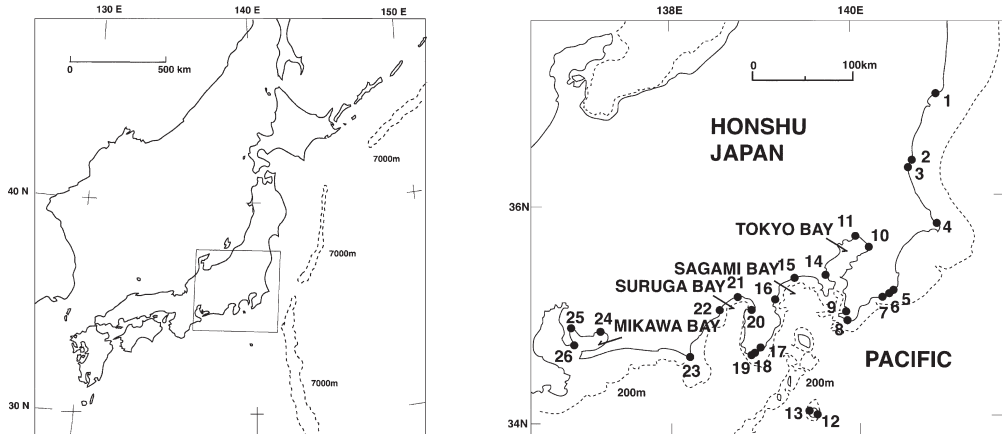 130 E
140 E
150 E
0
500 km
7000m
40 N
7000m
7000m
30 N
138E
140E
0
100km
1
HONSHU
JAPAN
2
3
36N
4
TOKYO BAY
11
10
SAGAMI BAY
15
14
SURUGA BAY
21
16
5
6
7
22
20
9
8
25
24
MIKAWA BAY
26
23
19
18
17
PACIFIC
200m
200m
13
12
34N